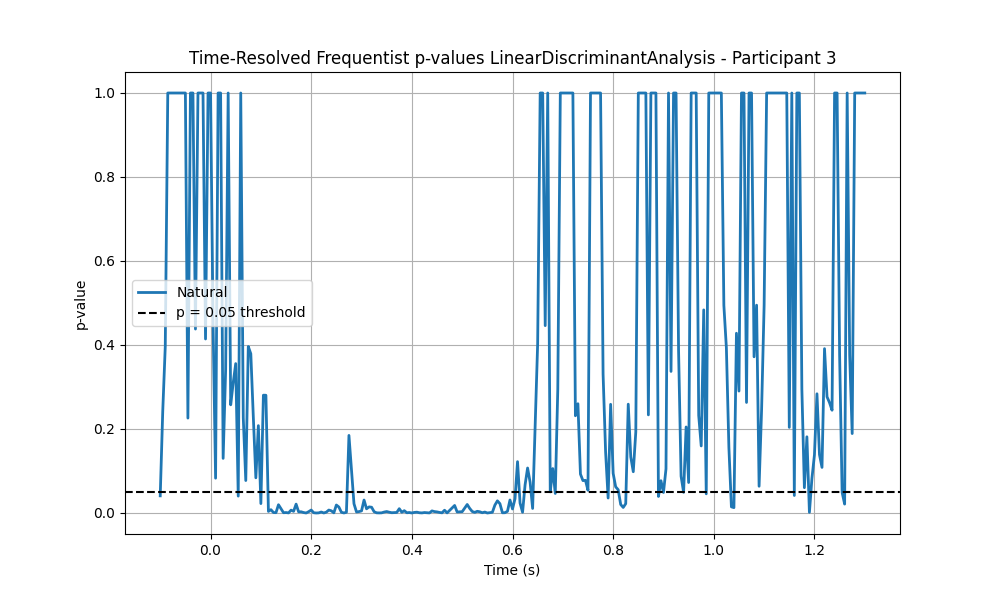 Time-Resolved Frequentist p-values LinearDiscriminantAnalysis - Participant 3
1.0
0.8
0.6
0.4
0.2
0.0
p-value
Natural
p = 0.05 threshold
0.0 0.2 0.4 0.6 0.8 1.0 1.2
Time (s)